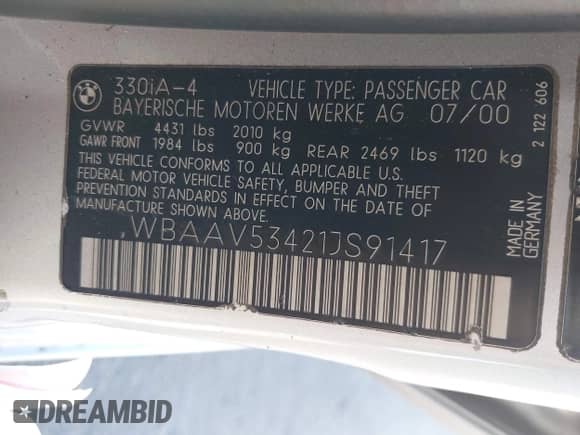 BMW
330iA-4 VEHICLE TYPE: PASSENGER CAR
BAYERISCHE MOTOREN WERKE AG 07/00
GVWR 4431 lbs 2010 kg
GAWR FRONT 1984 lbs 900 kg REAR 2469 lbs 1120 kg
THIS VEHICLE CONFORMS TO ALL APPLICABLE U.S.
FEDERAL MOTOR VEHICLE SAFETY, BUMPER AND THEFT
PREVENTION STANDARDS IN EFFECT ON THE DATE OF
MANUFACTURE SHOWN ABOVE.
WBAAV53421JS91417
MADE IN
GERMANY
2 122 606
DREAMBID